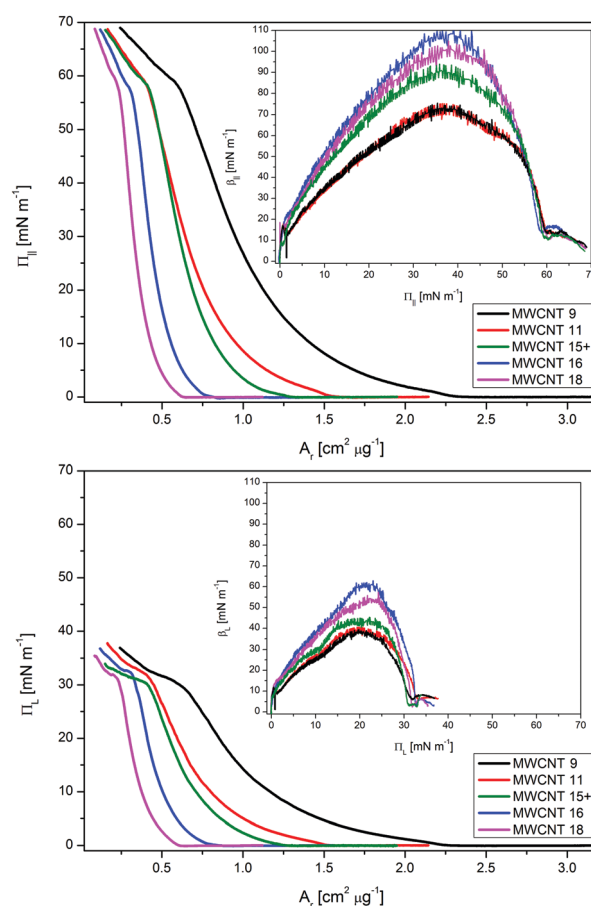 70
60
50
40
30
20
10
0
Π|| [mN m⁻¹]
0.5 1.0 1.5 2.0 2.5 3.0
Aᵣ [cm² μg⁻¹]
110
100
90
80
70
60
50
40
30
20
10
0
β|| [mN m⁻¹]
0 10 20 30 40 50 60 70
Π|| [mN m⁻¹]
MWCNT 9
MWCNT 11
MWCNT 15+
MWCNT 16
MWCNT 18
70
60
50
40
30
20
10
0
Π_L [mN m⁻¹]
0.5 1.0 1.5 2.0 2.5 3.0
Aᵣ [cm² μg⁻¹]
110
100
90
80
70
60
50
40
30
20
10
0
β_L [mN m⁻¹]
0 10 20 30 40 50 60 70
Π_L [mN m⁻¹]
MWCNT 9
MWCNT 11
MWCNT 15+
MWCNT 16
MWCNT 18